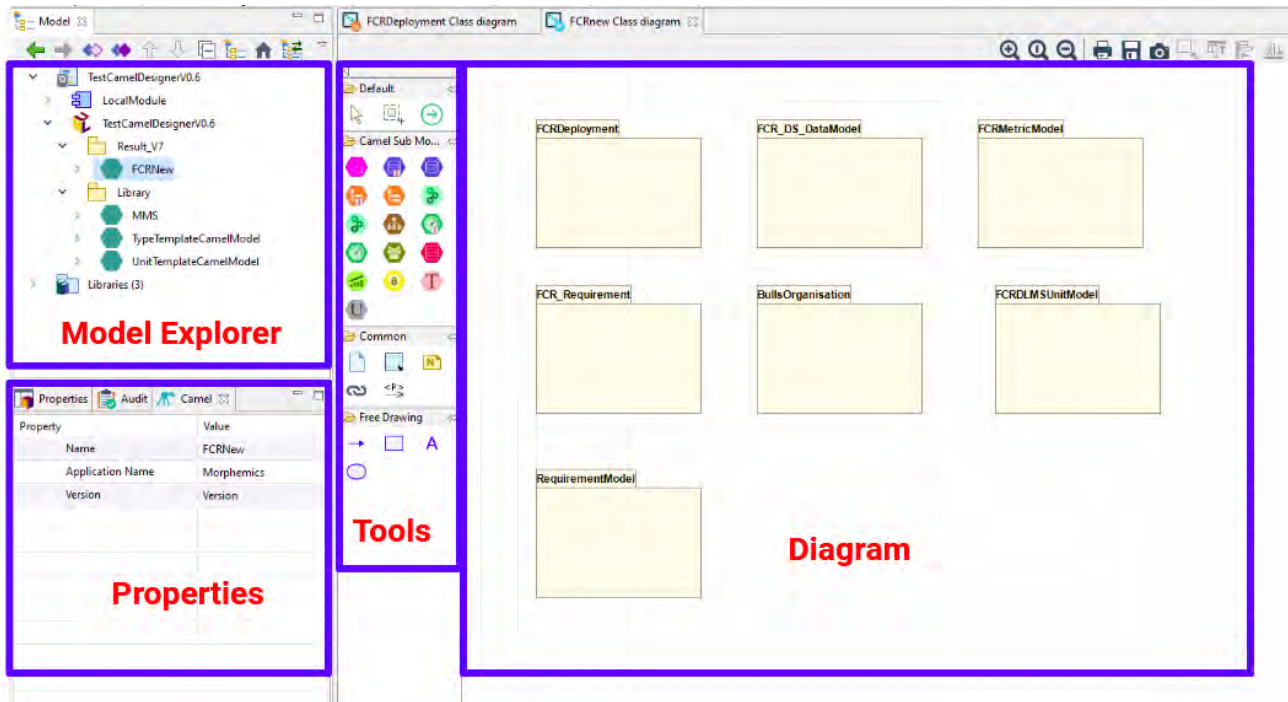 Model
FCRDeployment Class diagram
FCRnew Class diagram
TestCamelDesignerV0.6
LocalModule
TestCamelDesignerV0.6
Result_V7
FCRNew
Library
MMS
TypeTemplateCamelModel
UnitTemplateCamelModel
Libraries (3)
Model Explorer
Properties
Audit
Camel
Property Value
Name FCRNew
Application Name Morphemics
Version Version
Properties
Default
Camel Sub Mo...
T
U
Common
N
<P>
Free Drawing
A
Tools
FCRDeployment
FCR_DS_DataModel
FCRMetricModel
FCR_Requirement
BullsOrganisation
FCRDLMSUnitModel
RequirementModel
Diagram